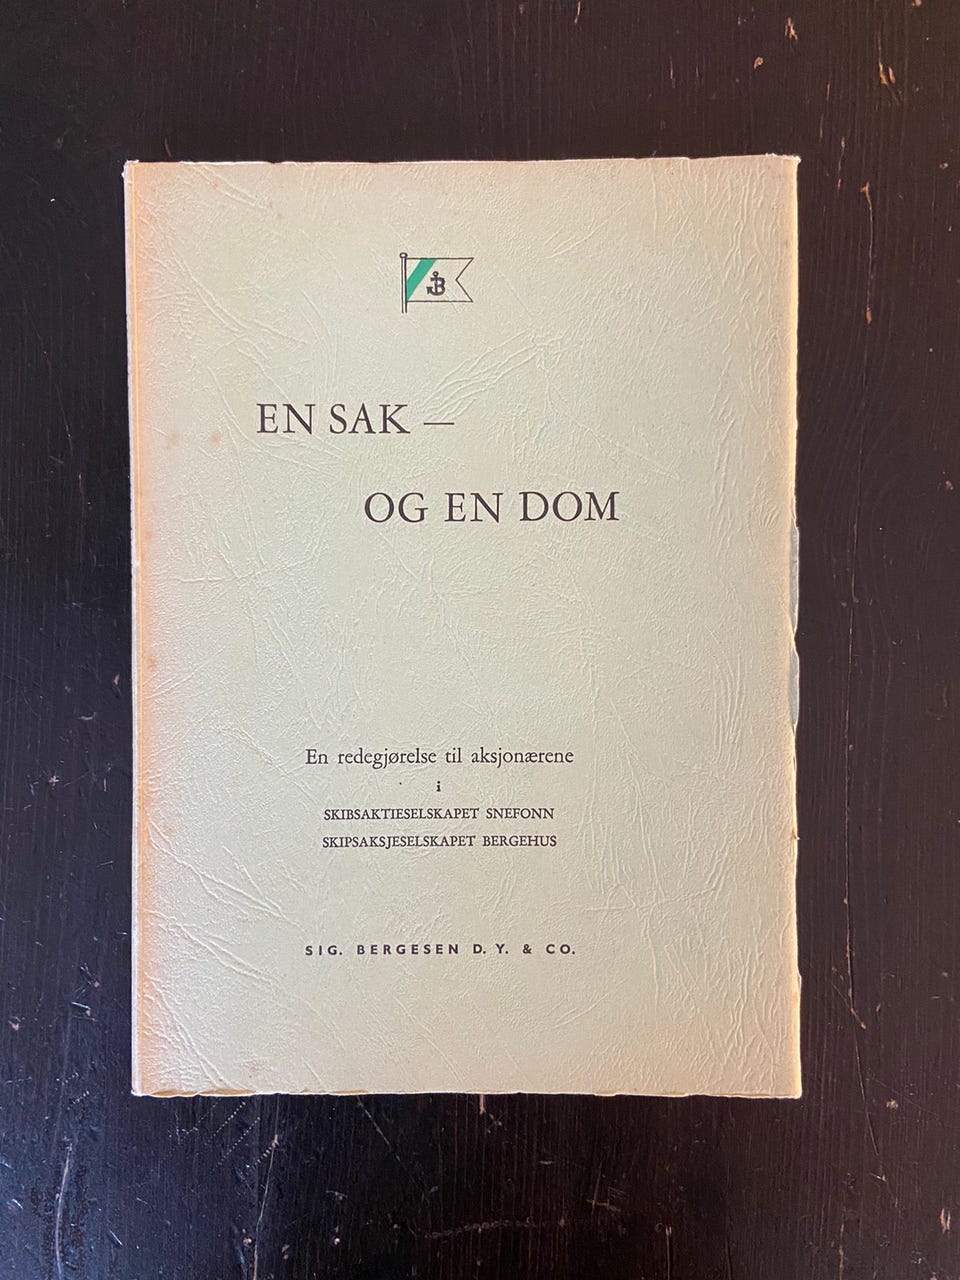 B
EN SAK —
OG EN DOM
En redegjørelse til aksjonærene
i
SKIBSAKTIESELSKAPET SNEFONN
SKIPSAKSJESELSKAPET BERGEHUS
SIG. BERGESEN D. Y. & CO.